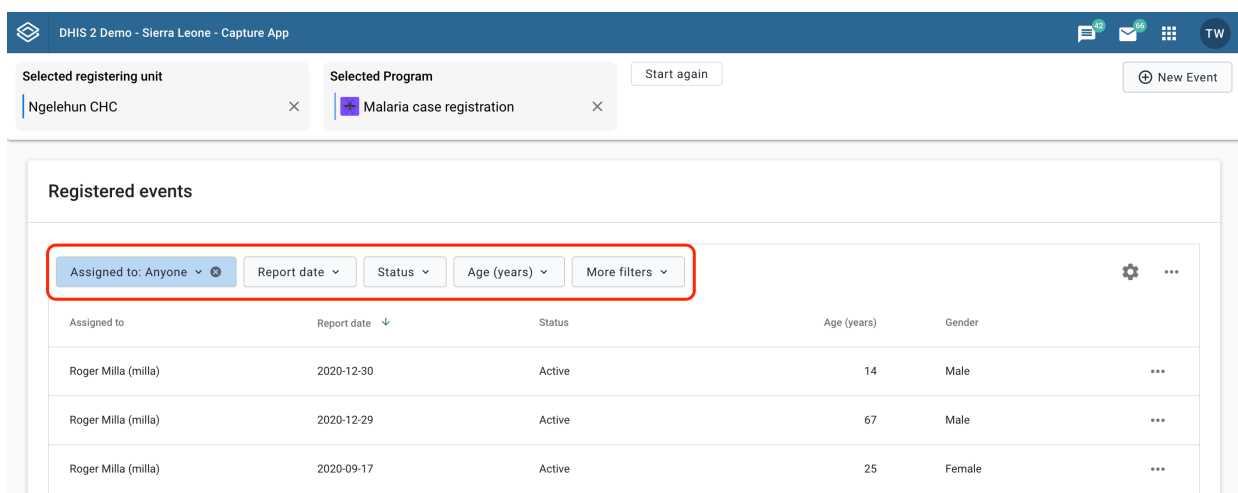 DHIS 2 Demo - Sierra Leone - Capture App 42 66 TW
Selected registering unit Selected Program Start again New Event
Ngelehun CHC Malaria case registration
Registered events
Assigned to: Anyone Report date Status Age (years) More filters
Assigned to Report date Status Age (years) Gender
Roger Milla (milla) 2020-12-30 Active 14 Male
Roger Milla (milla) 2020-12-29 Active 67 Male
Roger Milla (milla) 2020-09-17 Active 25 Female